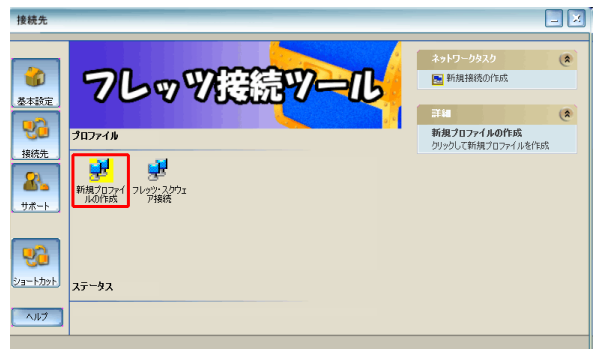 接続先
基本設定
接続先
サポート
ショートカット
ヘルプ
フレッツ接続ツール
プロファイル
新規プロファイ
ルの作成
フレッツ・スクウェ
ア接続
ステータス
ネットワークタスク
新規接続の作成
詳細
新規プロファイルの作成
クリックして新規プロファイルを作成